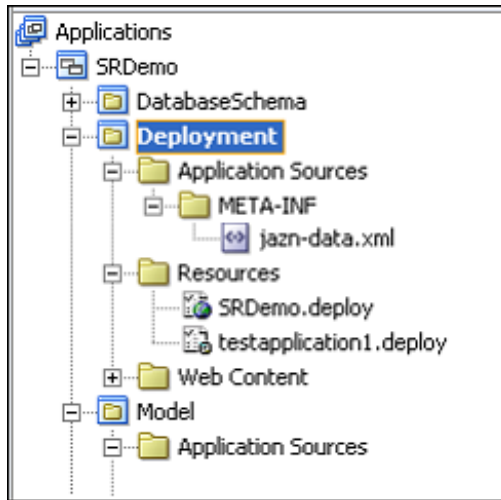 Applications
SRDemo
DatabaseSchema
Deployment
Application Sources
META-INF
jazn-data.xml
Resources
SRDemo.deploy
testapplication1.deploy
Web Content
Model
Application Sources